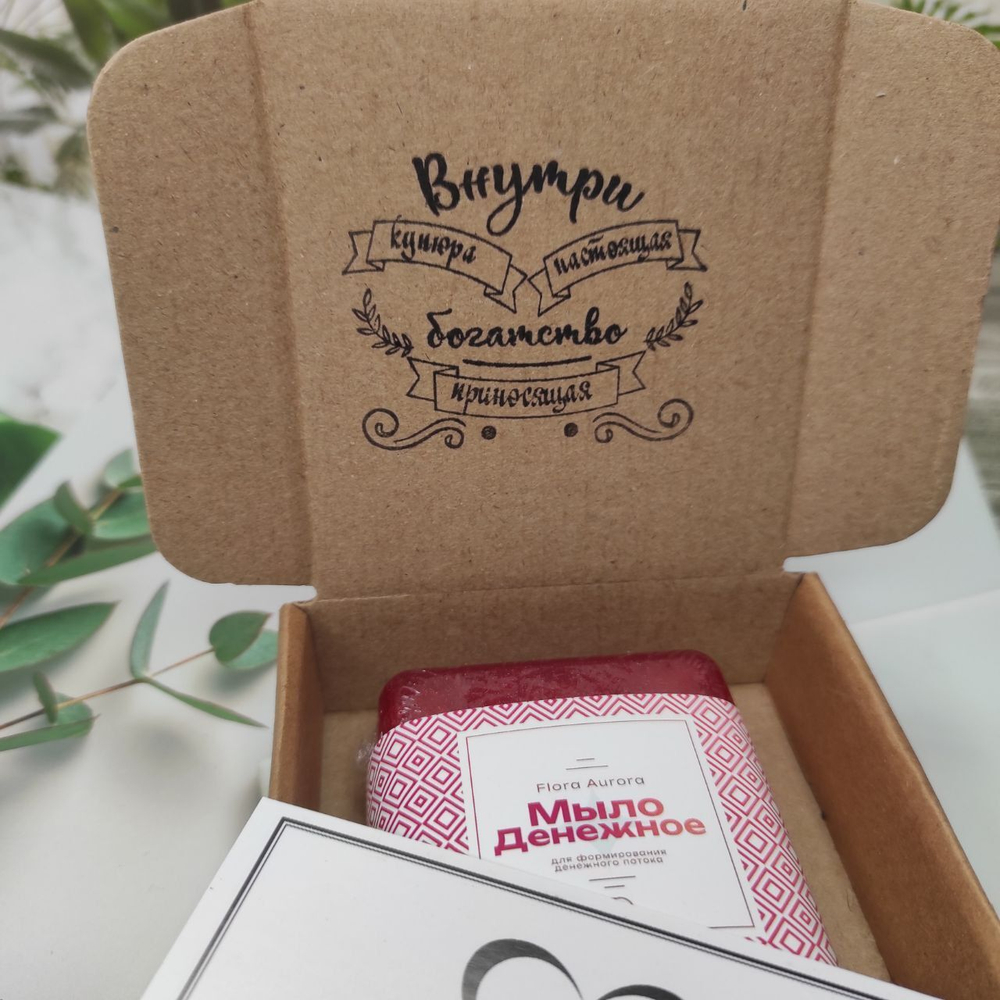 Внутри
купюра настоящая
богатство
приносящая
Flora Aurora
Мыло
Денежное
для формирования
денежного потока